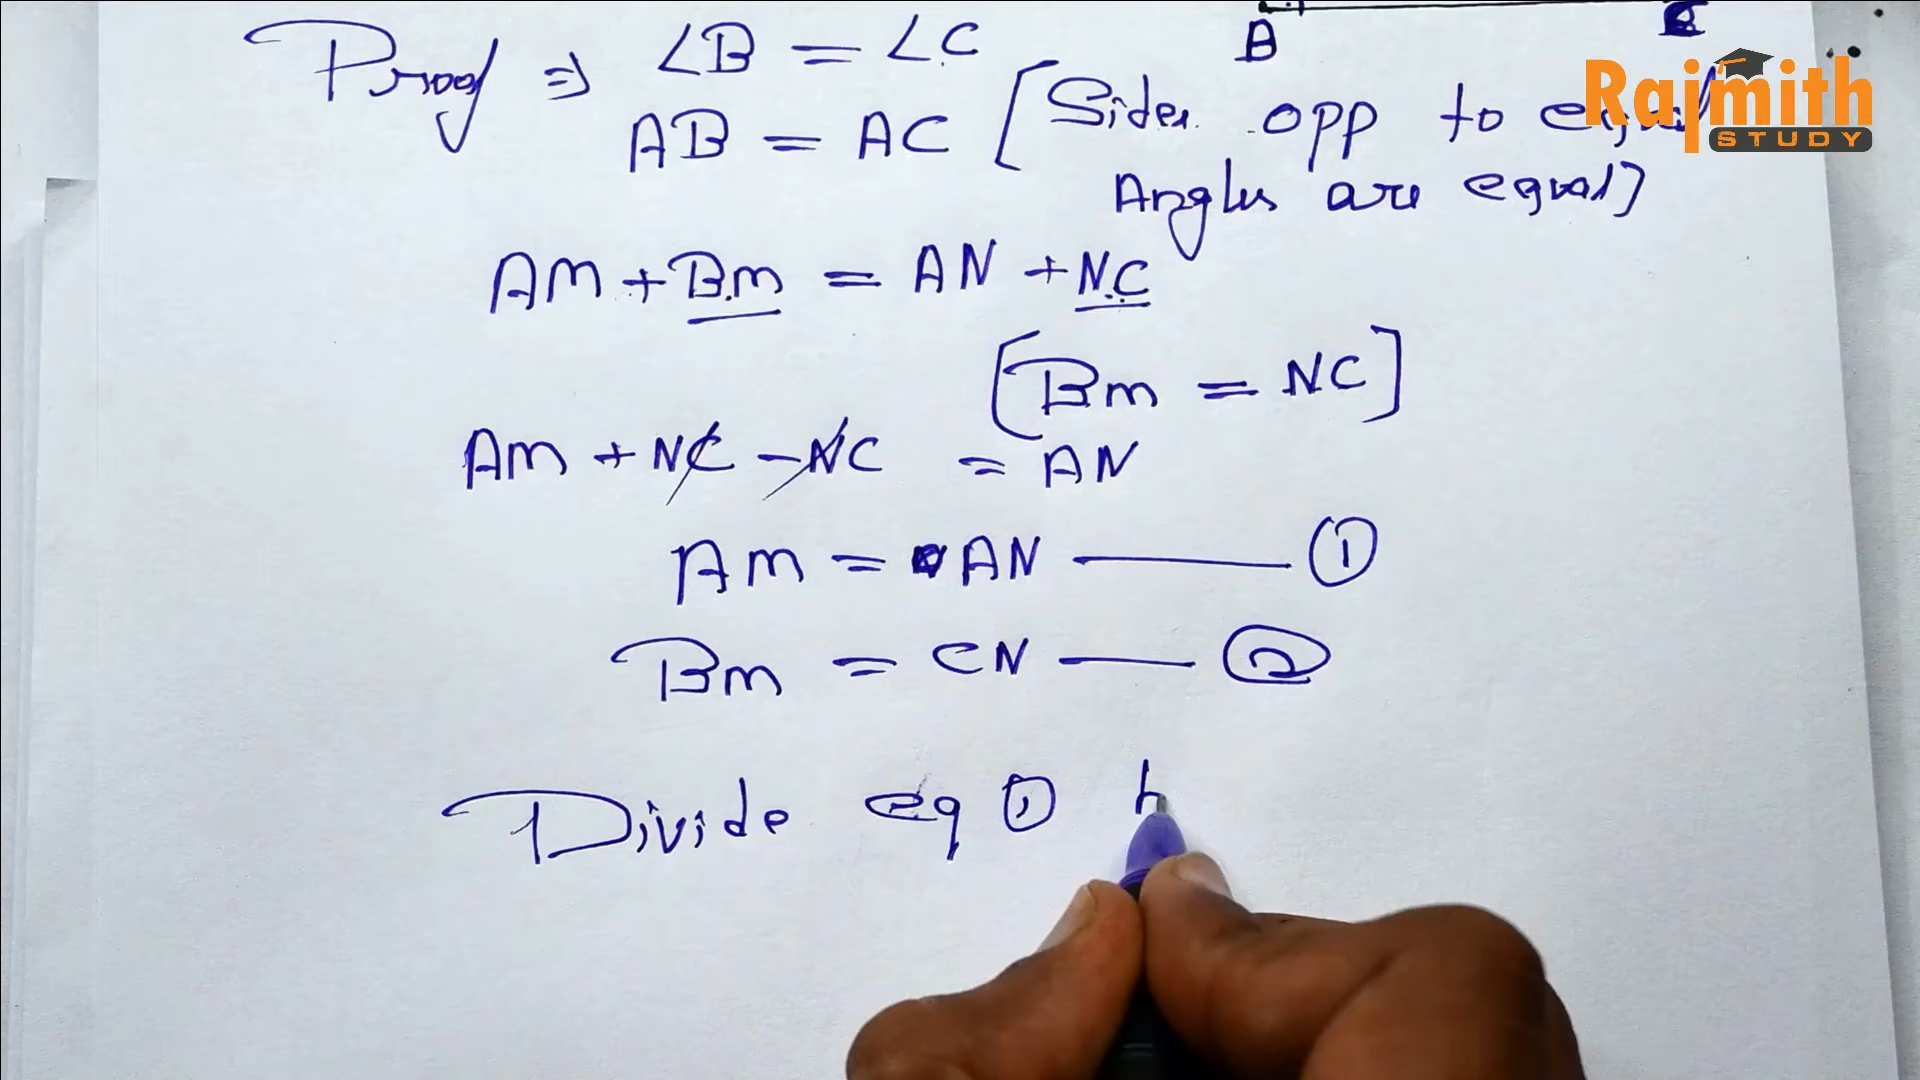 B
C
Rajmith
STUDY
Proof ⇒ ∠B = ∠C
AB = AC [Sides opp to equal
Angles are equal]
AM + BM = AN + NC
[BM = NC]
AM + NC - NC = AN
AM = AN —— ①
BM = CN —— ②
Divide eq ① b